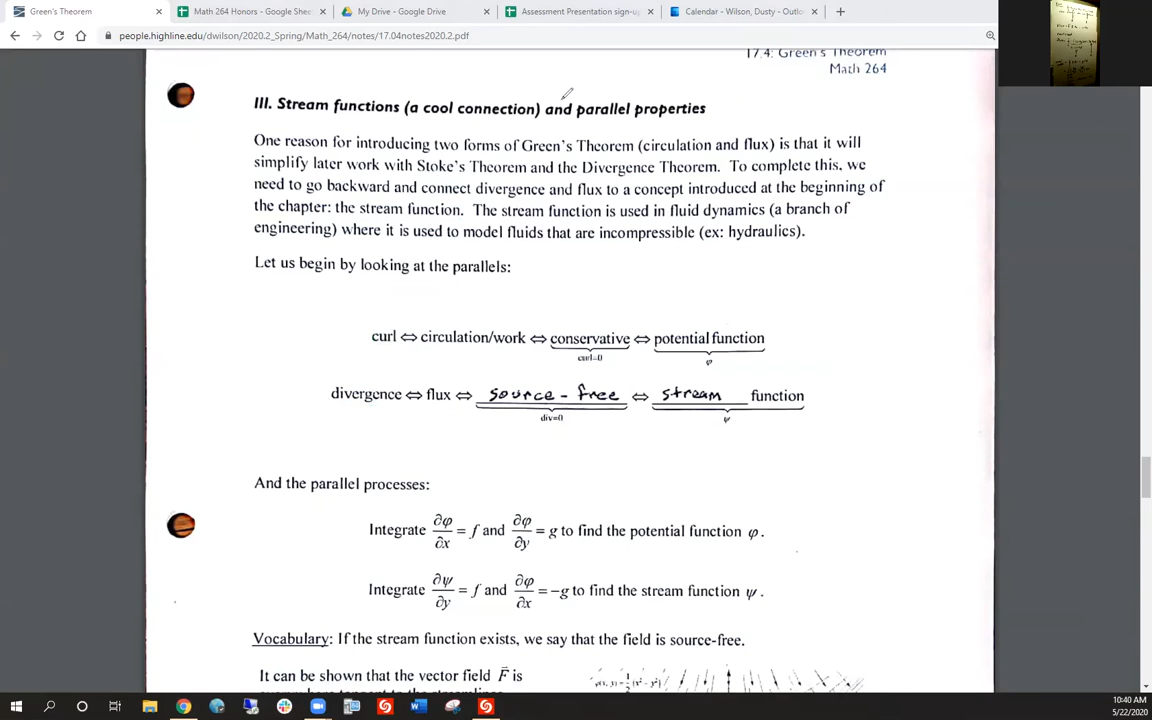 Green's Theorem
Math 264 Honors - Google Shee
My Drive - Google Drive
Assessment Presentation sign-up
Calendar - Wilson, Dusty - Outlo
people.highline.edu/dwilson/2020.2_Spring/Math_264/notes/17.04notes2020.2.pdf
17.4: Green's Theorem
Math 264
III. Stream functions (a cool connection) and parallel properties
One reason for introducing two forms of Green's Theorem (circulation and flux) is that it will
simplify later work with Stoke's Theorem and the Divergence Theorem. To complete this, we
need to go backward and connect divergence and flux to a concept introduced at the beginning of
the chapter: the stream function. The stream function is used in fluid dynamics (a branch of
engineering) where it is used to model fluids that are incompressible (ex: hydraulics).
Let us begin by looking at the parallels:
curl ⇔ circulation/work ⇔ conservative ⇔ potential function
curl=0 φ
divergence ⇔ flux ⇔ source - free ⇔ stream function
div=0 ψ
And the parallel processes:
Integrate ∂φ/∂x = f and ∂φ/∂y = g to find the potential function φ.
Integrate ∂ψ/∂y = f and ∂φ/∂x = -g to find the stream function ψ.
Vocabulary: If the stream function exists, we say that the field is source-free.
It can be shown that the vector field F⃗ is
10:40 AM
5/22/2020